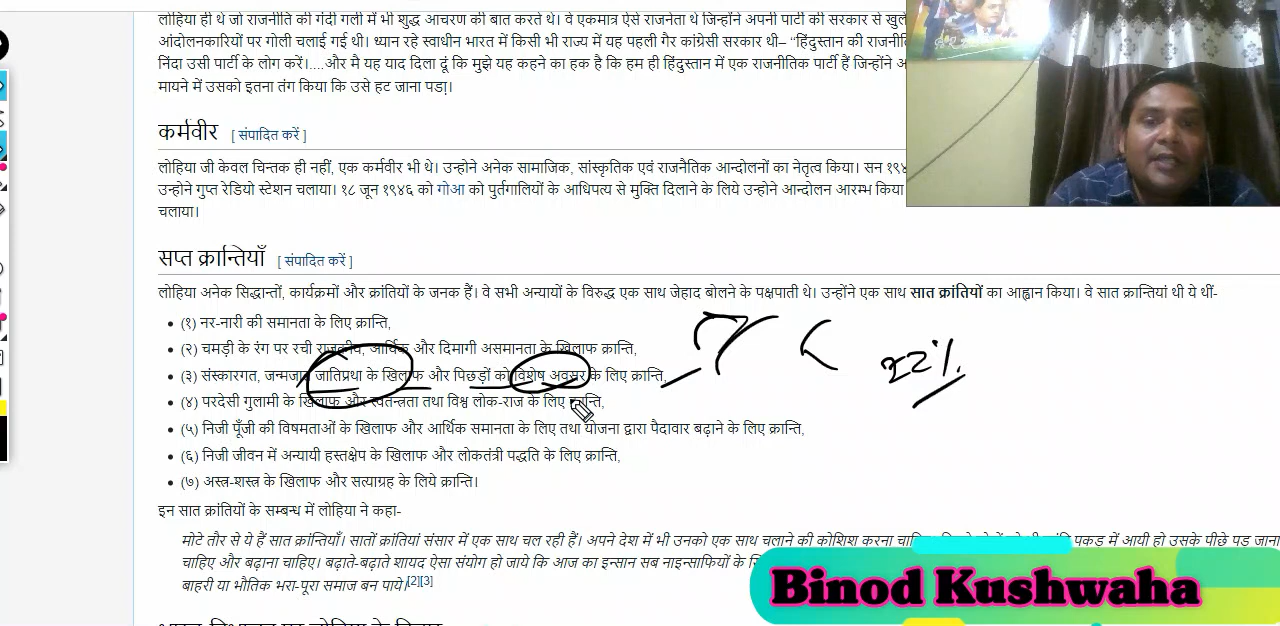 लोहिया ही थे जो राजनीति की गंदी गली में भी शुद्ध आचरण की बात करते थे। वे एकमात्र ऐसे राजनेता थे जिन्होंने अपनी पार्टी की सरकार से
आंदोलनकारियों पर गोली चलाई गई थी। ध्यान रहे स्वाधीन भारत में किसी भी राज्य में यह पहली गैर कांग्रेसी सरकार थी– “हिंदुस्तान की
निंदा उसी पार्टी के लोग करें।....और मै यह याद दिला दूं कि मुझे यह कहने का हक है कि हम ही हिंदुस्तान में एक राजनीतिक पार्टी हैं जिन्होंने
मायने में उसको इतना तंग किया कि उसे हट जाना पडा़।
कर्मवीर [ संपादित करें ]
लोहिया जी केवल चिन्तक ही नहीं, एक कर्मवीर भी थे। उन्होने अनेक सामाजिक, सांस्कृतिक एवं राजनैतिक आन्दोलनों का नेतृत्व किया। सन
उन्होने गुप्त रेडियो स्टेशन चलाया। १८ जून १९४६ को गोआ को पुर्तगालियों के आधिपत्य से मुक्ति दिलाने के लिये उन्होने आन्दोलन आरम्भ किया
चलाया।
सप्त क्रान्तियाँ [ संपादित करें ]
लोहिया अनेक सिद्धान्तों, कार्यक्रमों और क्रांतियों के जनक हैं। वे सभी अन्यायों के विरुद्ध एक साथ जेहाद बोलने के पक्षपाती थे। उन्होंने एक साथ सात क्रांतियों का आह्वान किया। वे सात क्रान्तियां थी ये थीं-
(१) नर-नारी की समानता के लिए क्रान्ति,
(२) चमड़ी के रंग पर रची राजकीय, आर्थिक और दिमागी असमानता के खिलाफ क्रान्ति,
(३) संस्कारगत, जन्मजात जातिप्रथा के खिलाफ और पिछड़ों को विशेष अवसर के लिए क्रान्ति,
(४) परदेसी गुलामी के खिलाफ और स्वतन्त्रता तथा विश्व लोक-राज के लिए क्रान्ति,
(५) निजी पूँजी की विषमताओं के खिलाफ और आर्थिक समानता के लिए तथा योजना द्वारा पैदावार बढ़ाने के लिए क्रान्ति,
(६) निजी जीवन में अन्यायी हस्तक्षेप के खिलाफ और लोकतंत्री पद्धति के लिए क्रान्ति,
(७) अस्त्र-शस्त्र के खिलाफ और सत्याग्रह के लिये क्रान्ति।
इन सात क्रांतियों के सम्बन्ध में लोहिया ने कहा-
मोटे तौर से ये हैं सात क्रान्तियाँ। सातों क्रांतियां संसार में एक साथ चल रही हैं। अपने देश में भी उनको एक साथ चलाने की कोशिश करना पकड़ में आयी हो उसके पीछे पड़ जाना
चाहिए और बढ़ाना चाहिए। बढ़ाते-बढ़ाते शायद ऐसा संयोग हो जाये कि आज का इन्सान सब नाइन्साफियों के
बाहरी या भौतिक भरा-पूरा समाज बन पाये।[2][3]
Binod Kushwaha